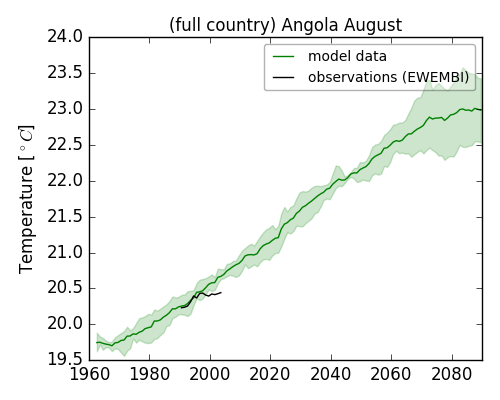 (full country) Angola August
24.0
23.5
23.0
22.5
22.0
21.5
21.0
20.5
20.0
19.5
Temperature [°C]
model data
observations (EWEMBI)
1960 1980 2000 2020 2040 2060 2080